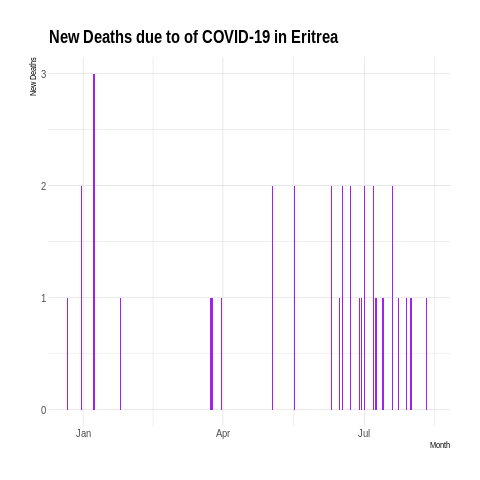 New Deaths due to of COVID-19 in Eritrea
New Deaths
3
2
1
0
Jan Apr Jul
Month